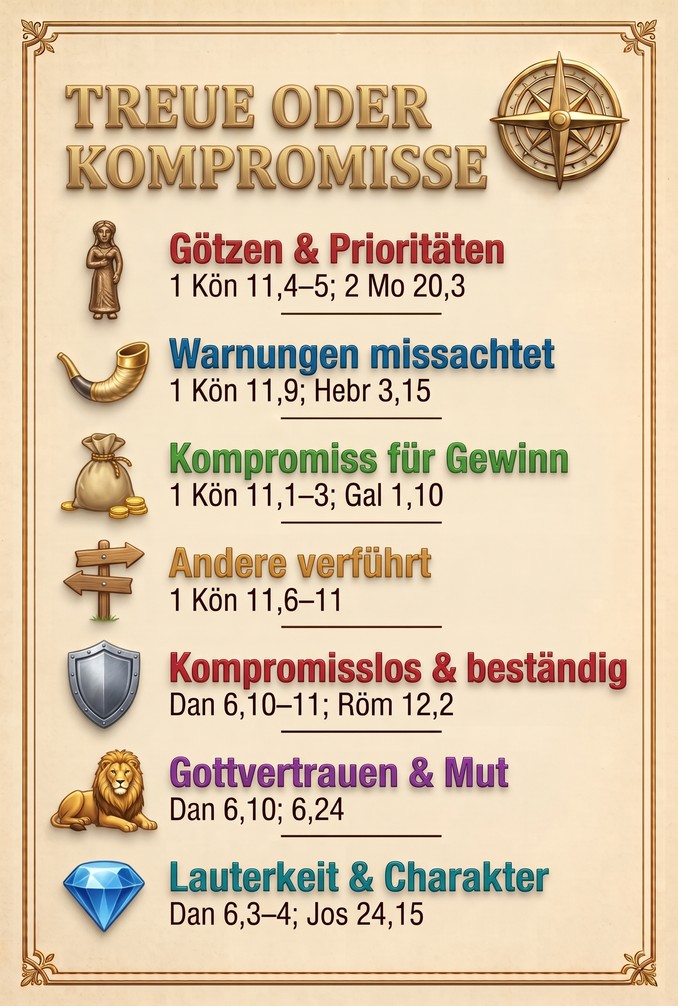 TREUE ODER
KOMPROMISSE
Götzen & Prioritäten
1 Kön 11,4–5; 2 Mo 20,3
Warnungen missachtet
1 Kön 11,9; Hebr 3,15
Kompromiss für Gewinn
1 Kön 11,1–3; Gal 1,10
Andere verführt
1 Kön 11,6–11
Kompromisslos & beständig
Dan 6,10–11; Röm 12,2
Gottvertrauen & Mut
Dan 6,10; 6,24
Lauterkeit & Charakter
Dan 6,3–4; Jos 24,15